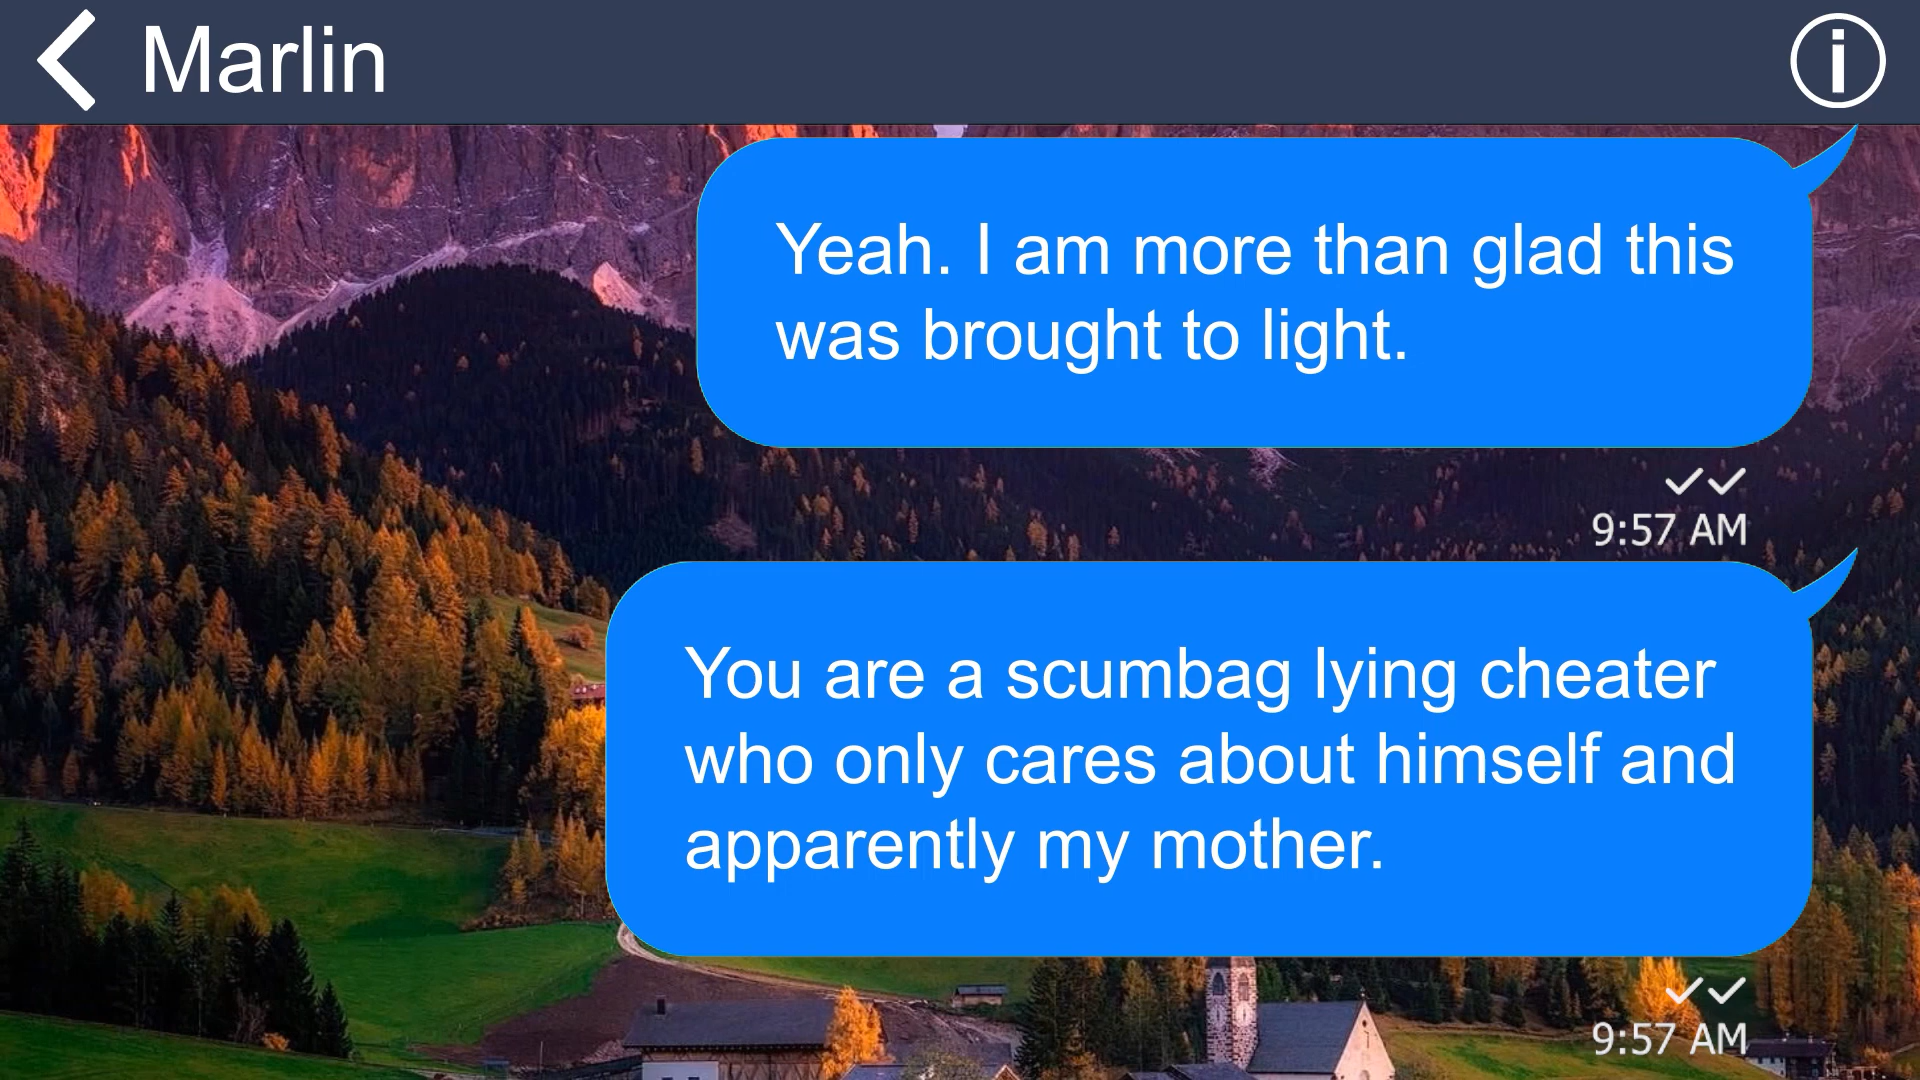 Marlin
Yeah. I am more than glad this
was brought to light.
9:57 AM
You are a scumbag lying cheater
who only cares about himself and
apparently my mother.
9:57 AM